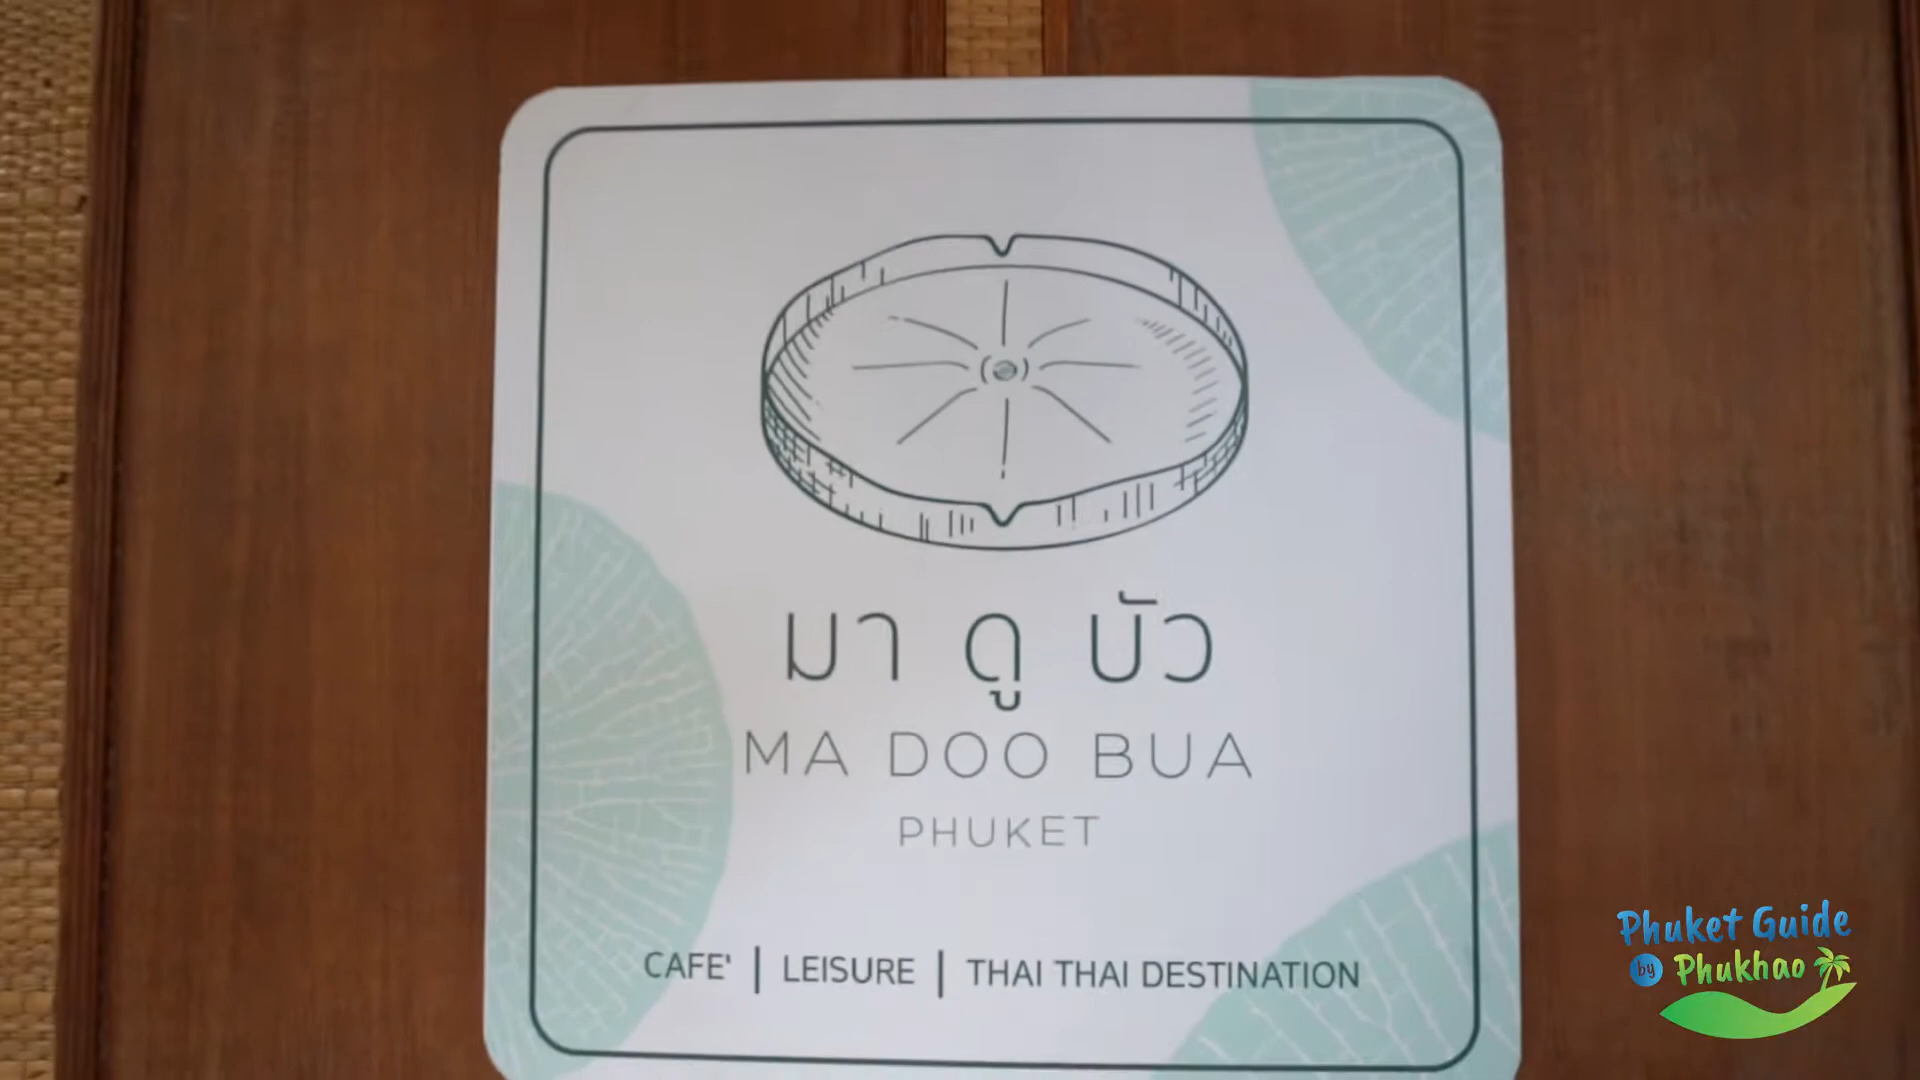 มา ดู บัว
MA DOO BUA
PHUKET
CAFE' | LEISURE | THAI THAI DESTINATION
Phuket Guide
by Phukhao